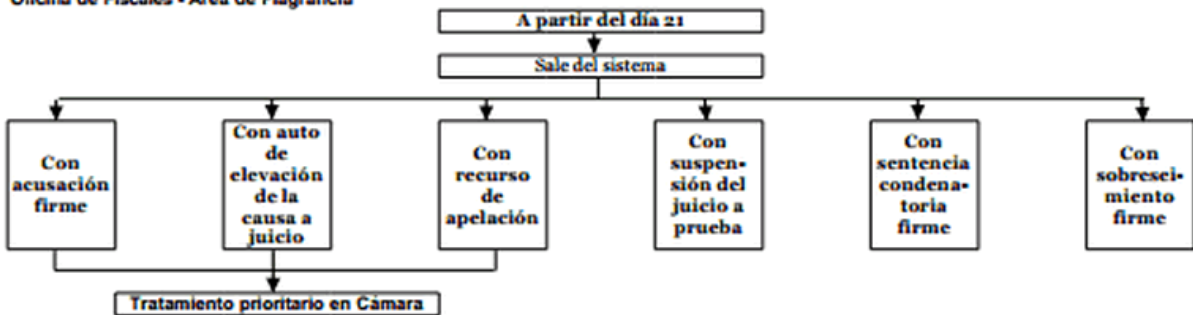 Oficina de Fiscales - Área de Flagrancia
A partir del día 21
Sale del sistema
Con
acusación
firme
Con auto
de
elevación
de la
causa a
juicio
Con
recurso
de
apelación
Con
suspen-
sión del
juicio a
prueba
Con
sentencia
condena-
toria
firme
Con
sobresei-
miento
firme
Tratamiento prioritario en Cámara